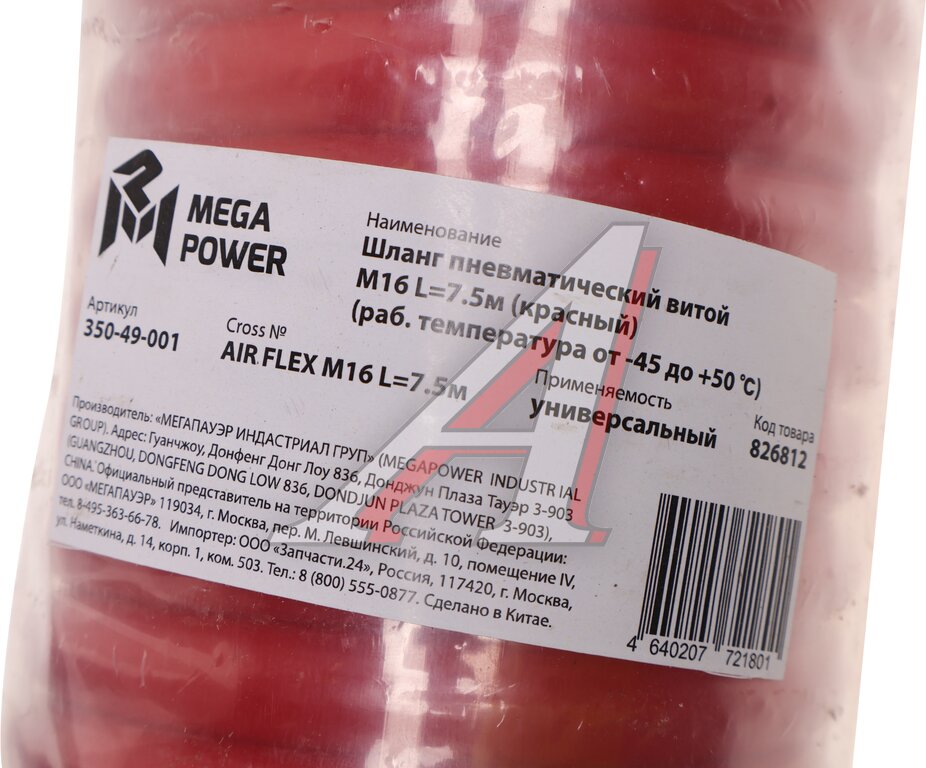 MEGA
POWER
Наименование
Шланг пневматический витой
М16 L=7.5м (красный)
(раб. температура от -45 до +50 °С)
Артикул
350-49-001
Cross №
AIR FLEX M16 L=7.5м
Применяемость
универсальный
Код товара
826812
Производитель: «МЕГАПАУЭР ИНДАСТРИАЛ ГРУП» (MEGAPOWER INDUSTRIAL
GROUP). Адрес: Гуанчжоу, Донфенг Донг Лоу 836, Донджун Плаза Тауэр 3-903
(GUANGZHOU, DONGFENG DONG LOW 836, DONDJUN PLAZA TOWER 3-903),
CHINA. Официальный представитель на территории Российской Федерации:
ООО «МЕГАПАУЭР» 119034, г. Москва, пер. М. Левшинский, д. 10, помещение IV,
тел. 8-495-363-66-78. Импортер: ООО «Запчасти.24», Россия, 117420, г. Москва,
ул. Наметкина, д. 14, корп. 1, ком. 503. Тел.: 8 (800) 555-0877. Сделано в Китае.
4 640207 721801